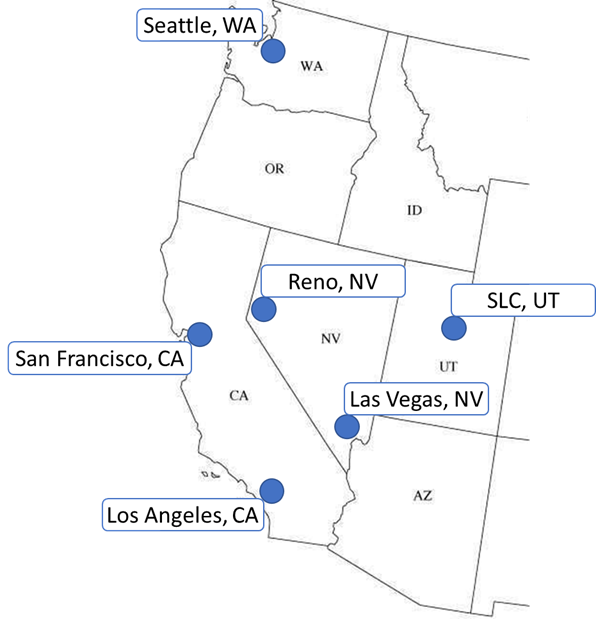 Seattle, WA
WA
OR
ID
Reno, NV
SLC, UT
NV
San Francisco, CA
UT
CA
Las Vegas, NV
AZ
Los Angeles, CA